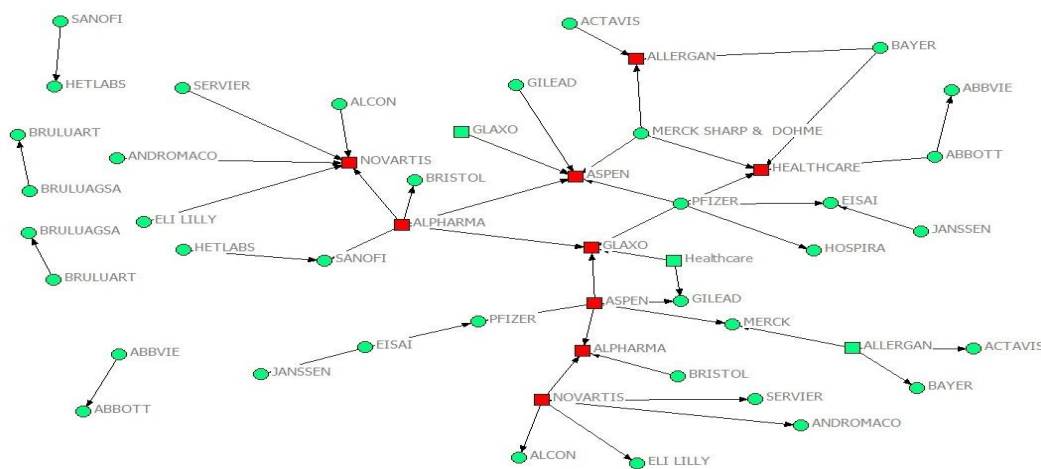 SANOFI
ACTAVIS
BAYER
ALLERGAN
HETLABS
SERVIER
GILEAD
ABBVIE
ALCON
GLAXO
MERCK SHARP & DOHME
BRULUART
ANDROMACO
NOVARTIS
ABBOTT
HEALTHCARE
ASPEN
BRISTOL
BRULUAGSA
PFIZER
EISAI
ELI LILLY
ALPHARMA
BRULUAGSA
JANSSEN
HETLABS
GLAXO
HOSPIRA
SANOFI
Healthcare
BRULUART
ASPEN
GILEAD
PFIZER
MERCK
EISAI
ALPHARMA
ALLERGAN
ACTAVIS
ABBVIE
JANSSEN
BRISTOL
BAYER
NOVARTIS
SERVIER
ABBOTT
ANDROMACO
ALCON
ELI LILLY